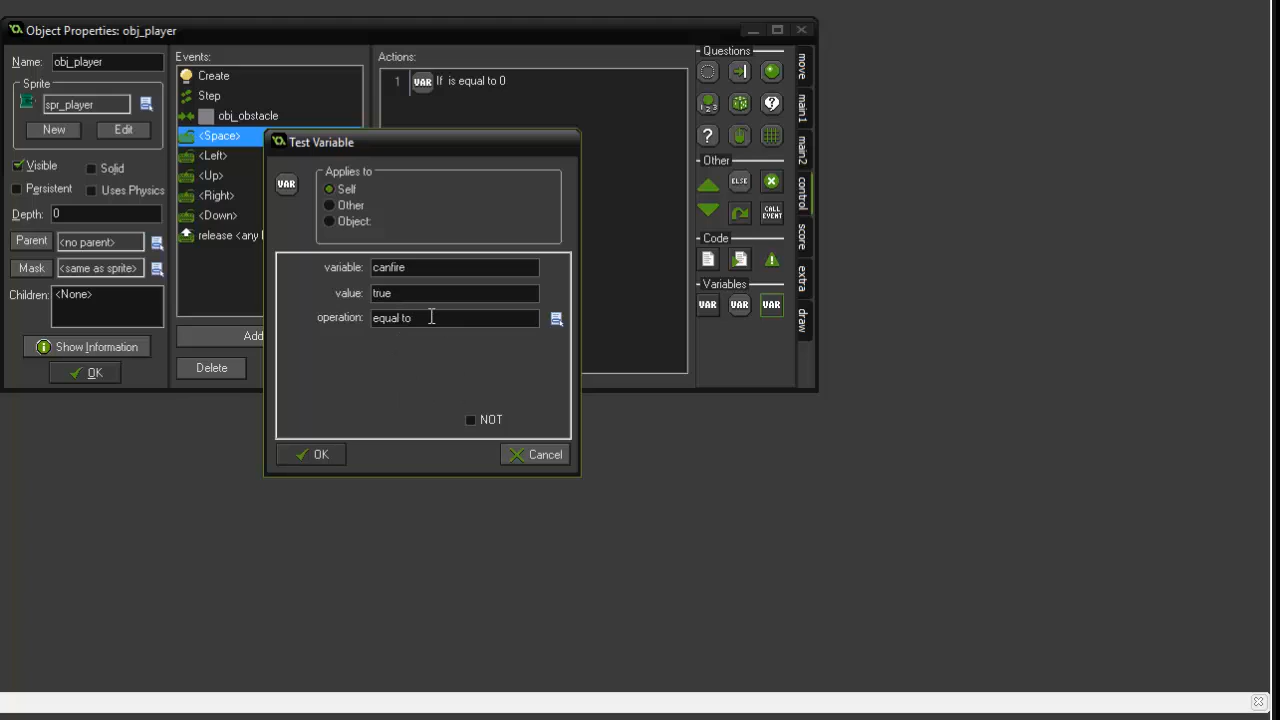 Object Properties: obj_player
Name: obj_player
Sprite
spr_player
New Edit
Visible Solid
Persistent Uses Physics
Depth: 0
Parent <no parent>
Mask <same as sprite>
Children: <None>
Show Information
OK
Events:
Create
Step
obj_obstacle
<Space>
<Left>
<Up>
<Right>
<Down>
release <any
Add
Delete
Actions:
1 VAR If is equal to 0
Test Variable
VAR
Applies to
Self
Other
Object:
variable: canfire
value: true
operation: equal to
NOT
OK Cancel
Questions
1 2 3 ?
?
Other
ELSE
CALL EVENT
Code
Variables
VAR VAR VAR
move
main1
main2
control
score
extra
draw